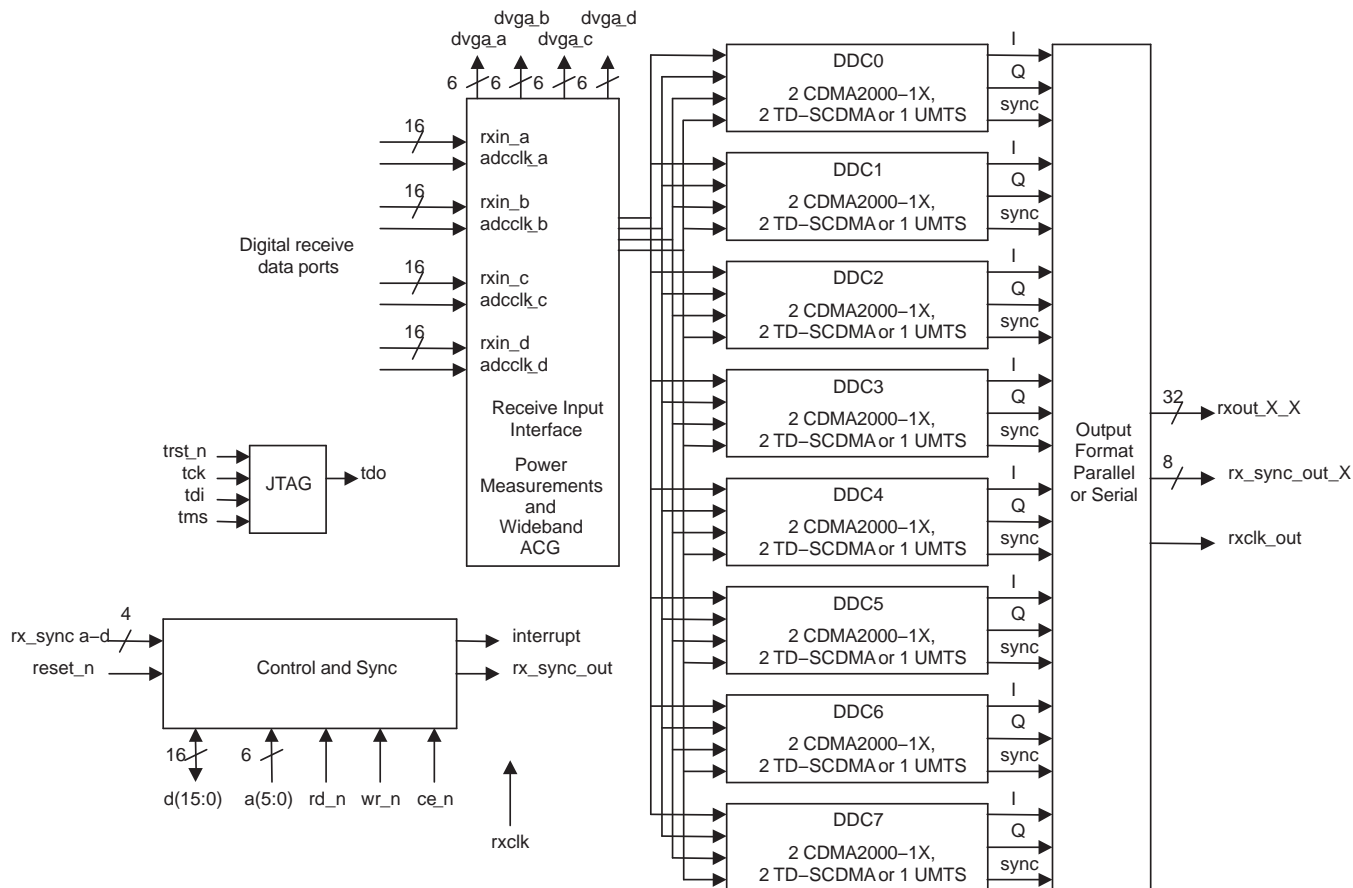 dvga_b dvga_d
dvga_a dvga_c
6 6 6 6
16
rxin_a
adcclk_a
16
rxin_b
adcclk_b
Digital receive
data ports
16
rxin_c
adcclk_c
16
rxin_d
adcclk_d
Receive Input
Interface
Power
Measurements
and
Wideband
ACG
trst_n
tck
tdi
tms
JTAG
tdo
rx_sync a–d
4
reset_n
Control and Sync
interrupt
rx_sync_out
16
6
d(15:0) a(5:0) rd_n wr_n ce_n
rxclk
DDC0
2 CDMA2000–1X,
2 TD–SCDMA or 1 UMTS
I
Q
sync
DDC1
2 CDMA2000–1X,
2 TD–SCDMA or 1 UMTS
I
Q
sync
DDC2
2 CDMA2000–1X,
2 TD–SCDMA or 1 UMTS
I
Q
sync
DDC3
2 CDMA2000–1X,
2 TD–SCDMA or 1 UMTS
I
Q
sync
DDC4
2 CDMA2000–1X,
2 TD–SCDMA or 1 UMTS
I
Q
sync
DDC5
2 CDMA2000–1X,
2 TD–SCDMA or 1 UMTS
I
Q
sync
DDC6
2 CDMA2000–1X,
2 TD–SCDMA or 1 UMTS
I
Q
sync
DDC7
2 CDMA2000–1X,
2 TD–SCDMA or 1 UMTS
I
Q
sync
Output
Format
Parallel
or Serial
32
rxout_X_X
8
rx_sync_out_X
rxclk_out